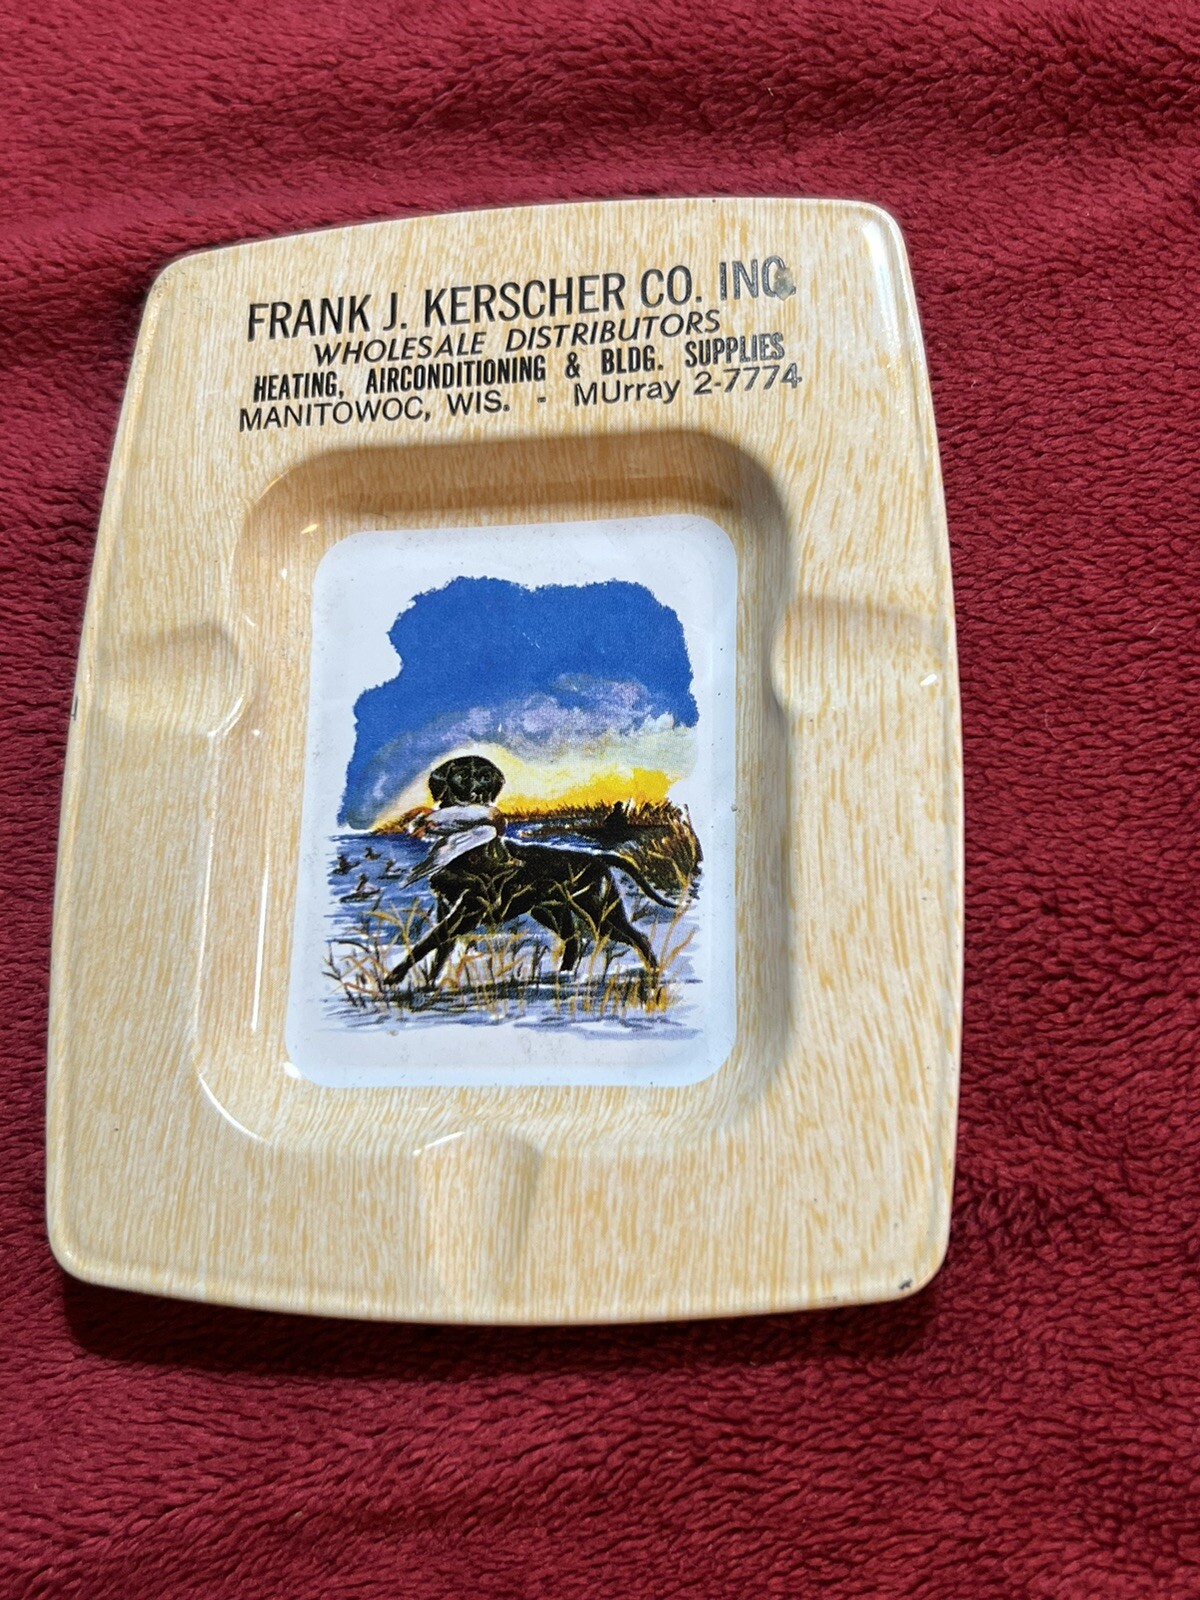 FRANK J. KERSCHER CO. INC.
WHOLESALE DISTRIBUTORS
HEATING, AIRCONDITIONING & BLDG. SUPPLIES
MANITOWOC, WIS. - MUrray 2-7774